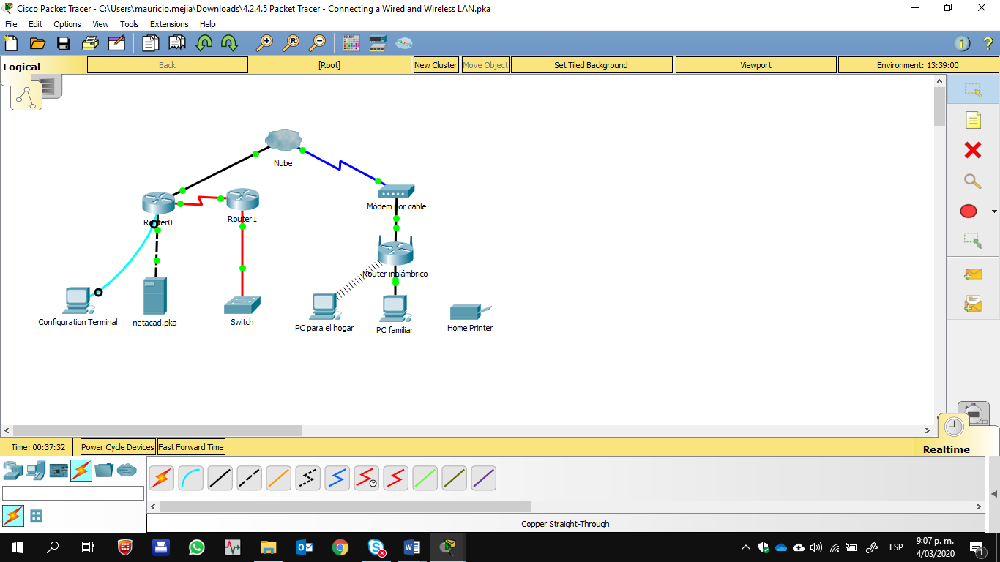 Cisco Packet Tracer - C:\Users\mauricio.mejia\Downloads\4.2.4.5 Packet Tracer - Connecting a Wired and Wireless LAN.pka
File Edit Options View Tools Extensions Help
SELECT
R
i ?
Logical Back [Root] New Cluster Move Object Set Tiled Background Viewport Environment: 13:39:00
Nube
Módem por cable
Router0 Router1
Router inalámbrico
Configuration Terminal netacad.pka Switch PC para el hogar PC familiar Home Printer
Time: 00:37:32 Power Cycle Devices Fast Forward Time Realtime
Copper Straight-Through
ESP 9:07 p. m.
4/03/2020
1